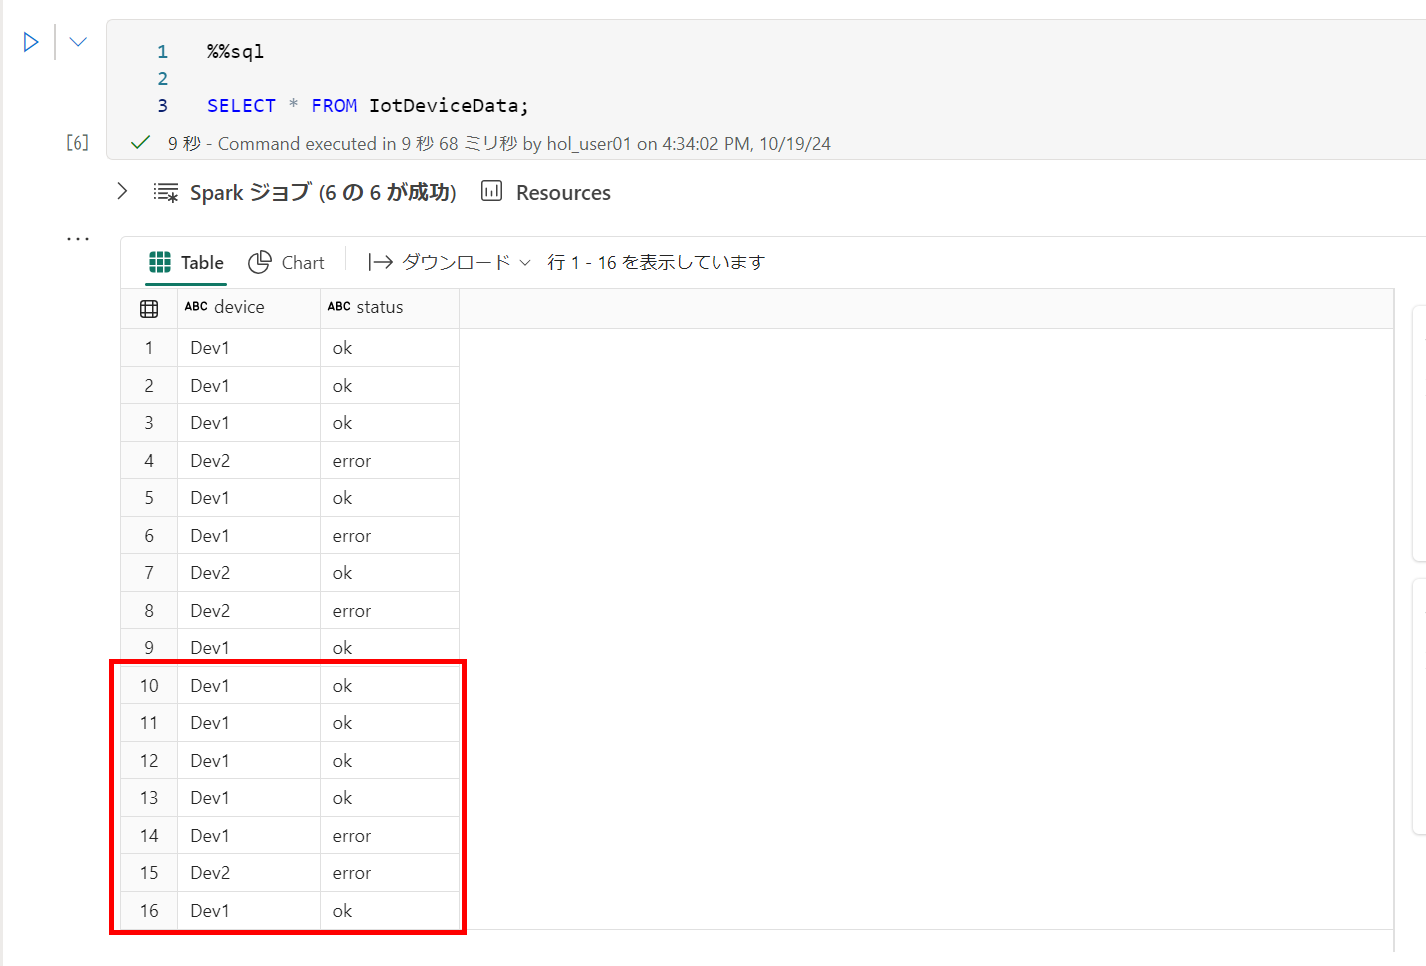 1 %%sql
2
3 SELECT * FROM IotDeviceData;
[6] 9 秒 - Command executed in 9 秒 68 ミリ秒 by hol_user01 on 4:34:02 PM, 10/19/24
Spark ジョブ (6 の 6 が成功) Resources
...
Table Chart ダウンロード 行 1 - 16 を表示しています
ABC device ABC status
1 Dev1 ok
2 Dev1 ok
3 Dev1 ok
4 Dev2 error
5 Dev1 ok
6 Dev1 error
7 Dev2 ok
8 Dev2 error
9 Dev1 ok
10 Dev1 ok
11 Dev1 ok
12 Dev1 ok
13 Dev1 ok
14 Dev1 error
15 Dev2 error
16 Dev1 ok